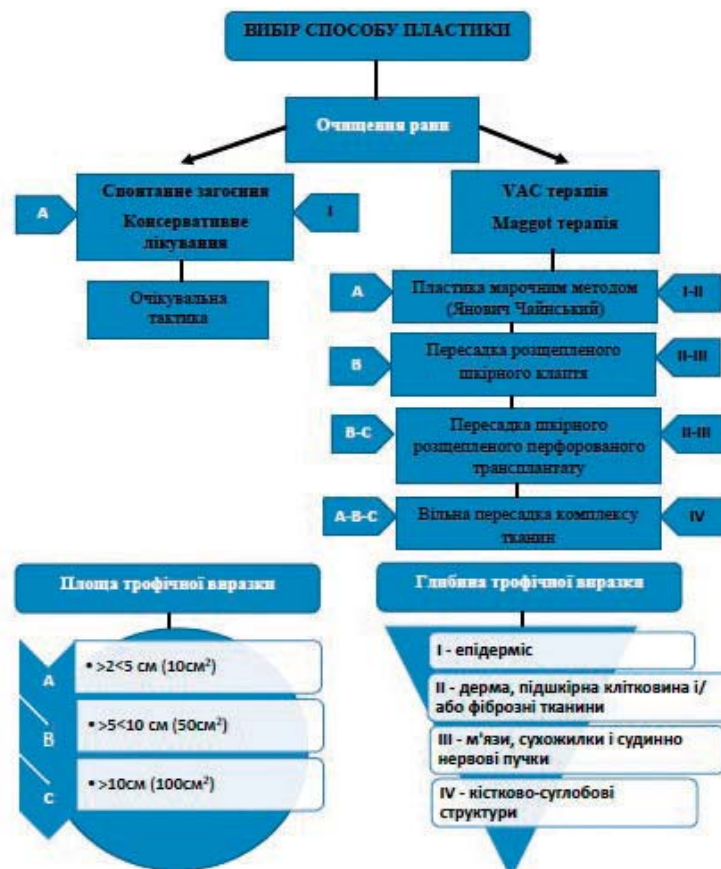 ВИБІР СПОСОБУ ПЛАСТИКИ
Очищення рани
Спонтанне загоєння
Консервативне
лікування
A
I
Очікувальна
тактика
VAC терапія
Maggot терапія
A
Пластика марочним методом
(Янович Чайнський)
I-II
B
Пересадка розщепленого
шкірного клаптя
II-III
B-C
Пересадка шкірного
розщепленого перфорованого
трансплантату
II-III
A-B-C
Вільна пересадка комплексу
тканин
IV
Площа трофічної виразки
A
• >2<5 см (10см²)
B
• >5<10 см (50см²)
C
• >10см (100см²)
Глибина трофічної виразки
I - епідерміс
II - дерма, підшкірна клітковина і/
або фіброзні тканини
III - м'язи, сухожилки і судинно
нервові пучки
IV - кістково-суглобові
структури